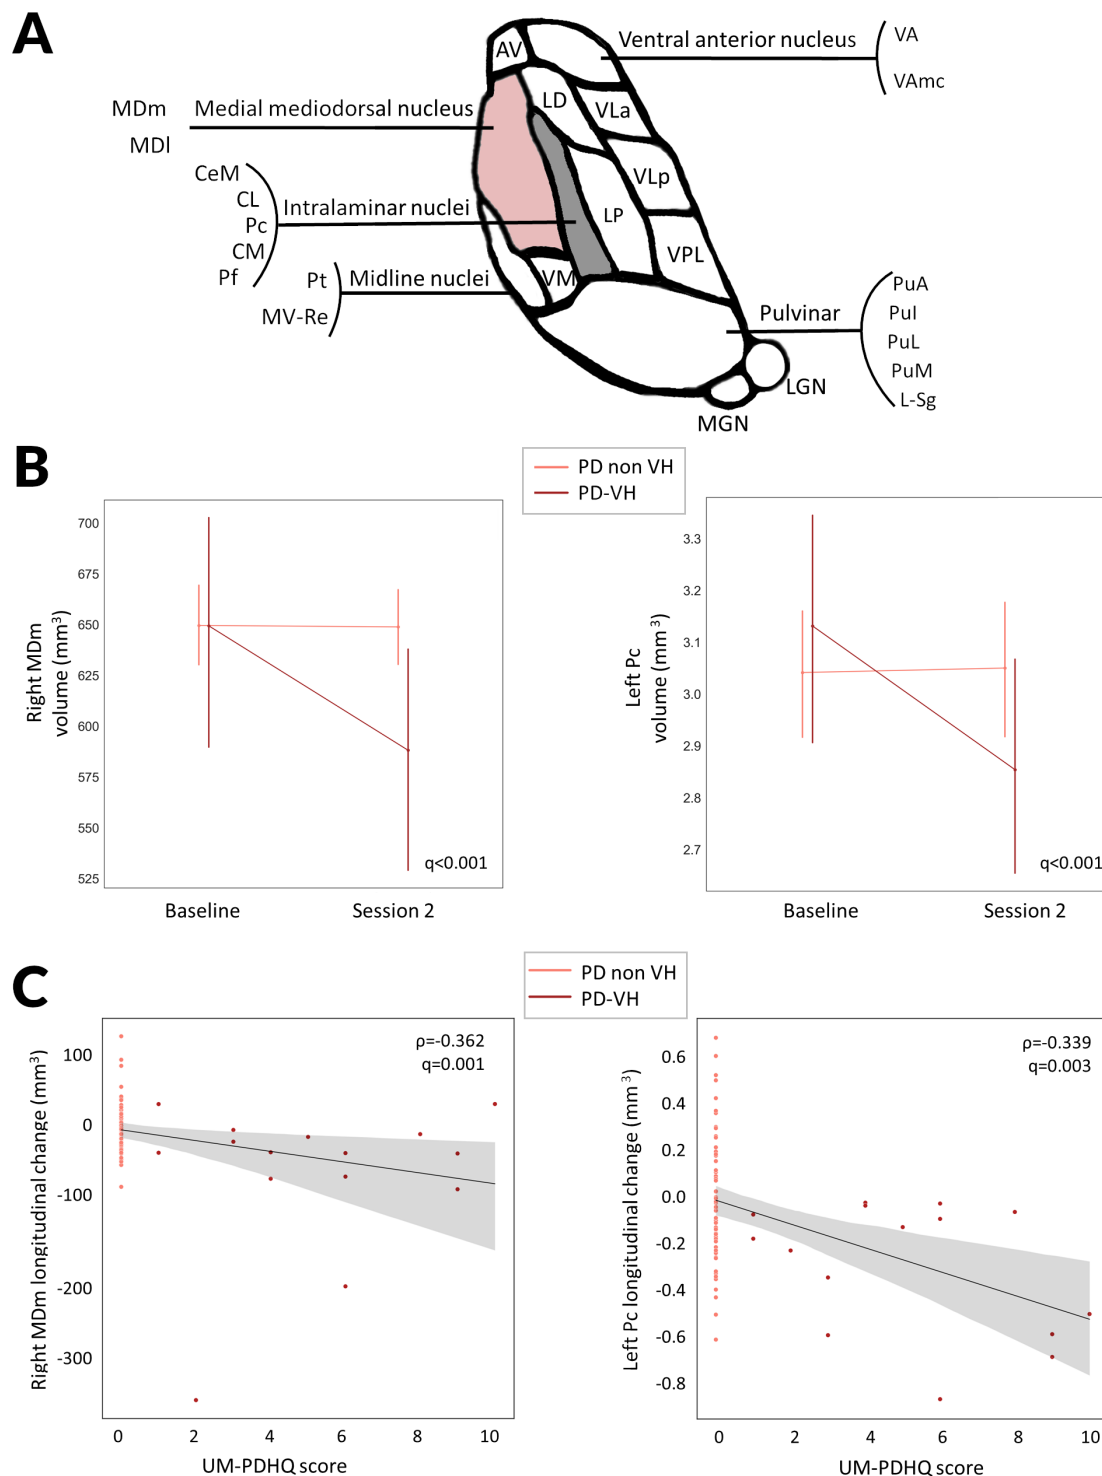 A
AV
Ventral anterior nucleus
VA
VAmc
MDm
MDl
Medial mediodorsal nucleus
LD
VLa
CeM
CL
Pc
CM
Pf
Intralaminar nuclei
VLp
LP
VPL
Pt
MV-Re
Midline nuclei
VM
Pulvinar
PuA
PuI
PuL
PuM
L-Sg
LGN
MGN
B
PD non VH
PD-VH
Right MDm
volume (mm³)
700
675
650
625
600
575
550
525
q<0.001
Baseline
Session 2
Left Pc
volume (mm³)
3.3
3.2
3.1
3.0
2.9
2.8
2.7
q<0.001
Baseline
Session 2
C
PD non VH
PD-VH
Right MDm longitudinal change (mm³)
100
0
-100
-200
-300
ρ=-0.362
q=0.001
0
2
4
6
8
10
UM-PDHQ score
Left Pc longitudinal change (mm³)
0.6
0.4
0.2
0.0
-0.2
-0.4
-0.6
-0.8
ρ=-0.339
q=0.003
0
2
4
6
8
10
UM-PDHQ score